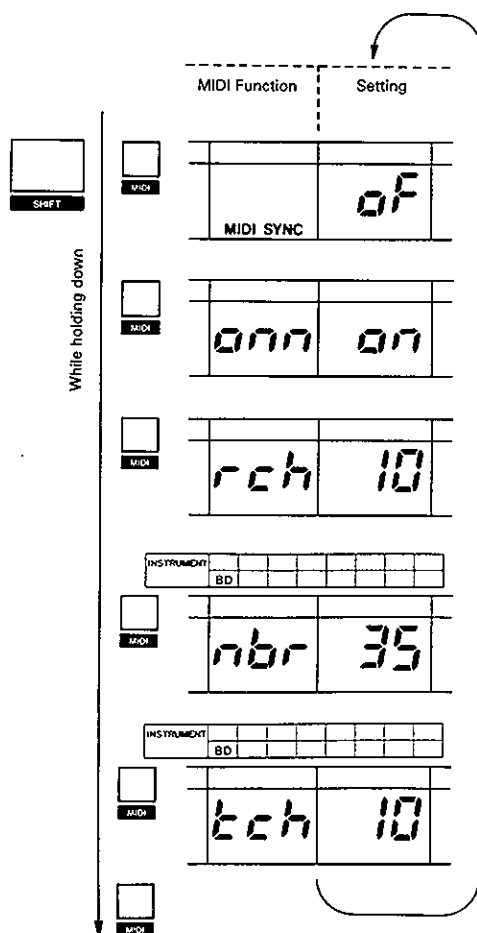 MIDI Function Setting
MIDI
SHIFT
oF
MIDI SYNC
While holding down
MIDI
onn on
MIDI
rch 10
INSTRUMENT
BD
MIDI
nbr 35
INSTRUMENT
BD
MIDI
tch 10
MIDI